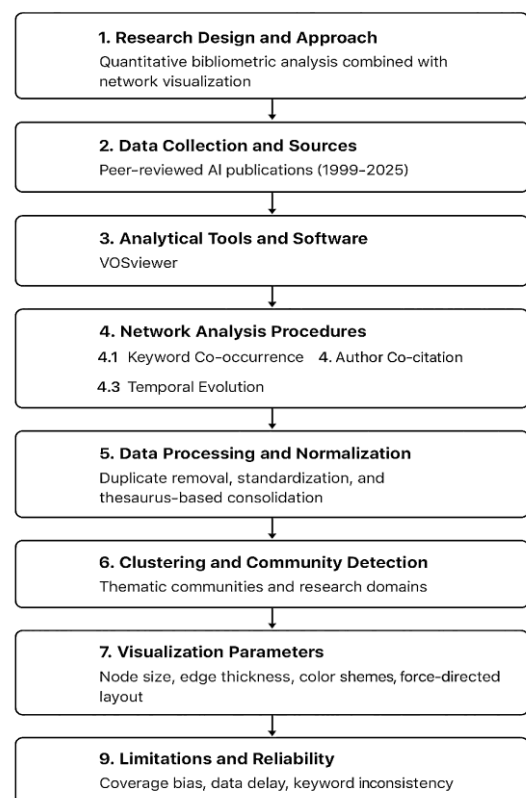 1. Research Design and Approach
Quantitative bibliometric analysis combined with
network visualization
2. Data Collection and Sources
Peer-reviewed AI publications (1999-2025)
3. Analytical Tools and Software
VOSviewer
4. Network Analysis Procedures
4.1 Keyword Co-occurrence 4. Author Co-citation
4.3 Temporal Evolution
5. Data Processing and Normalization
Duplicate removal, standardization, and
thesaurus-based consolidation
6. Clustering and Community Detection
Thematic communities and research domains
7. Visualization Parameters
Node size, edge thickness, color shemes, force-directed
layout
9. Limitations and Reliability
Coverage bias, data delay, keyword inconsistency